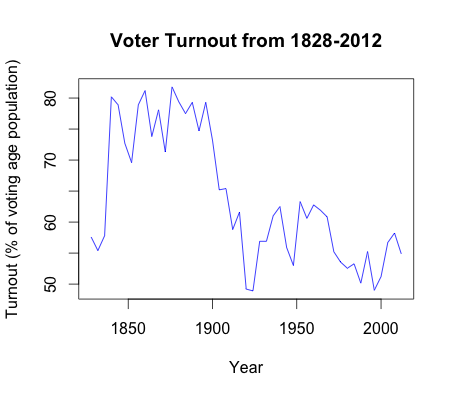 Voter Turnout from 1828-2012
Turnout (% of voting age population)
80
70
60
50
1850
1900
1950
2000
Year